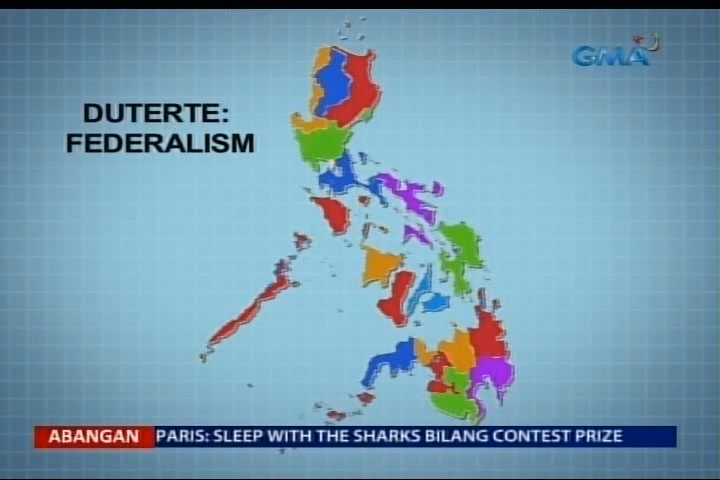 GMA
DUTERTE:
FEDERALISM
ABANGAN PARIS: SLEEP WITH THE SHARKS BILANG CONTEST PRIZE